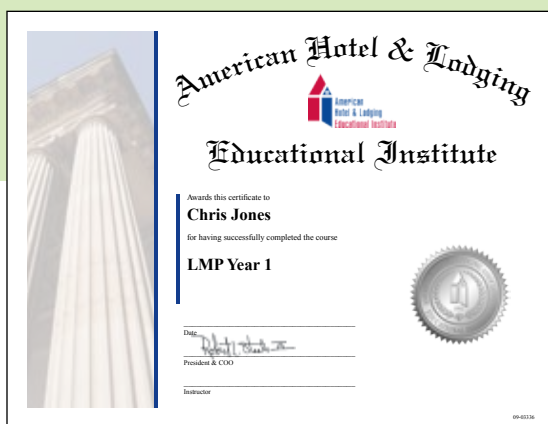 American Hotel & Lodging
American
Hotel & Lodging
Educational Institute
Educational Institute
Awards this certificate to
Chris Jones
for having successfully completed the course
LMP Year 1
Date
President & COO
Instructor
09-03336